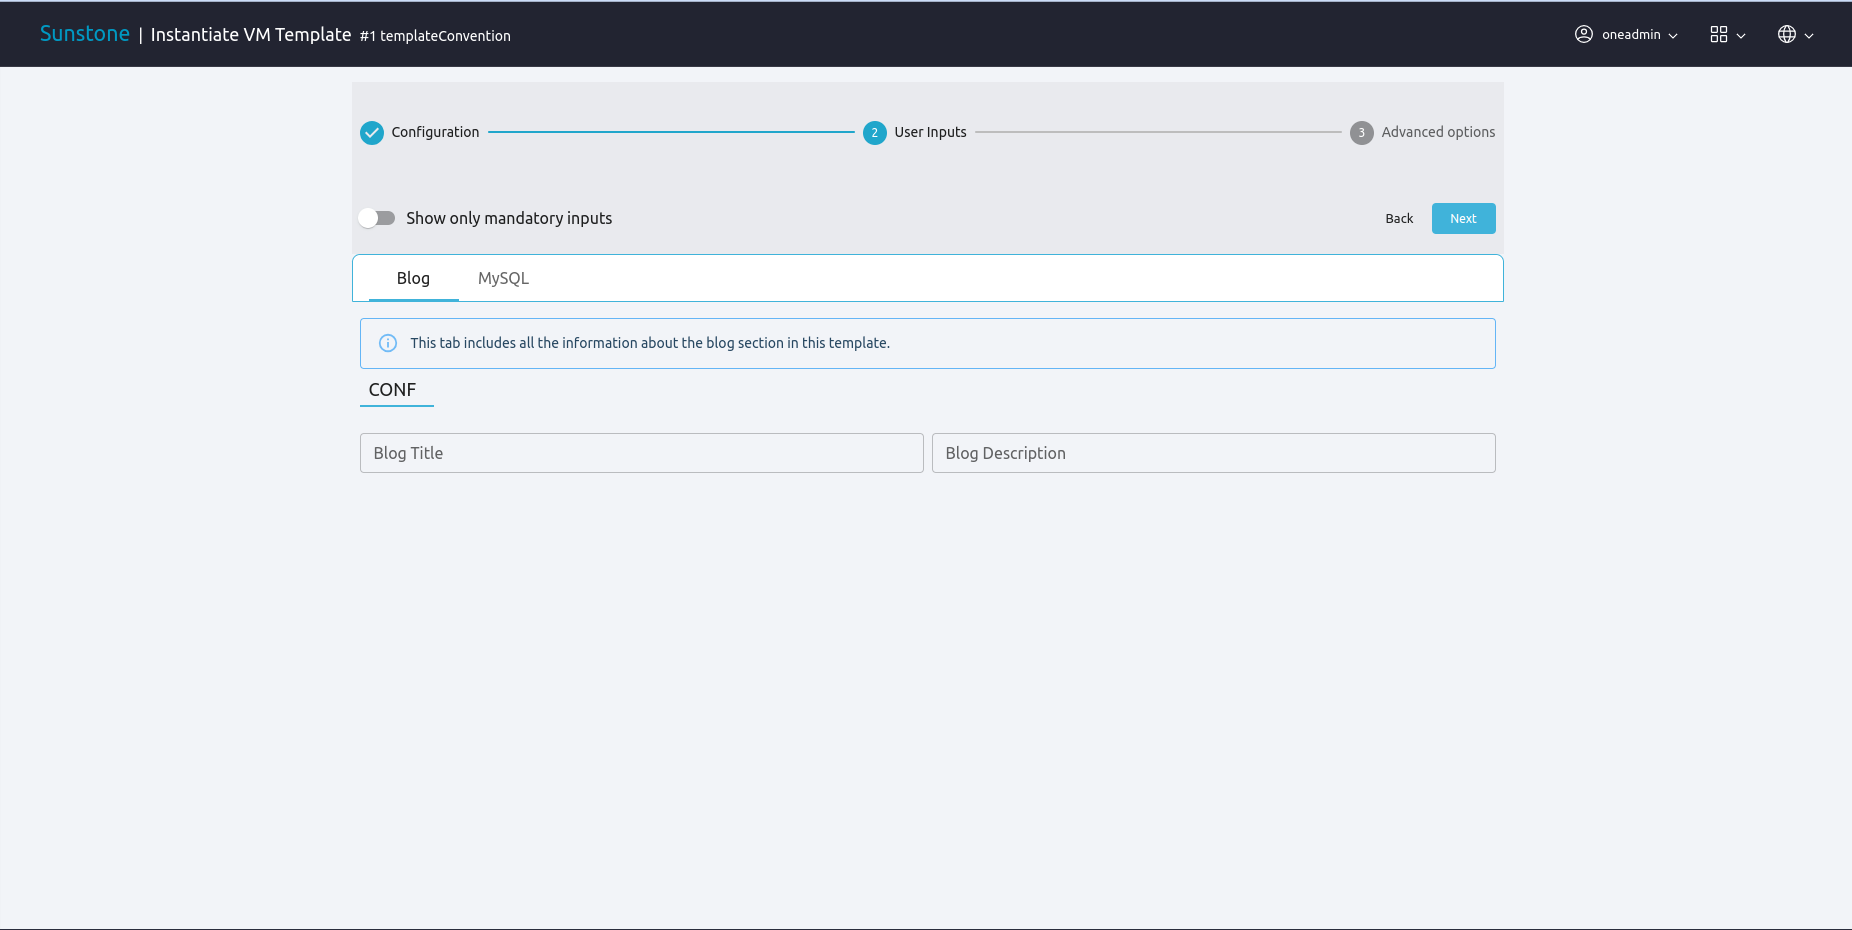 Sunstone | Instantiate VM Template #1 templateConvention oneadmin
Configuration 2 User Inputs 3 Advanced options
Show only mandatory inputs Back Next
Blog MySQL
This tab includes all the information about the blog section in this template.
CONF
Blog Title Blog Description